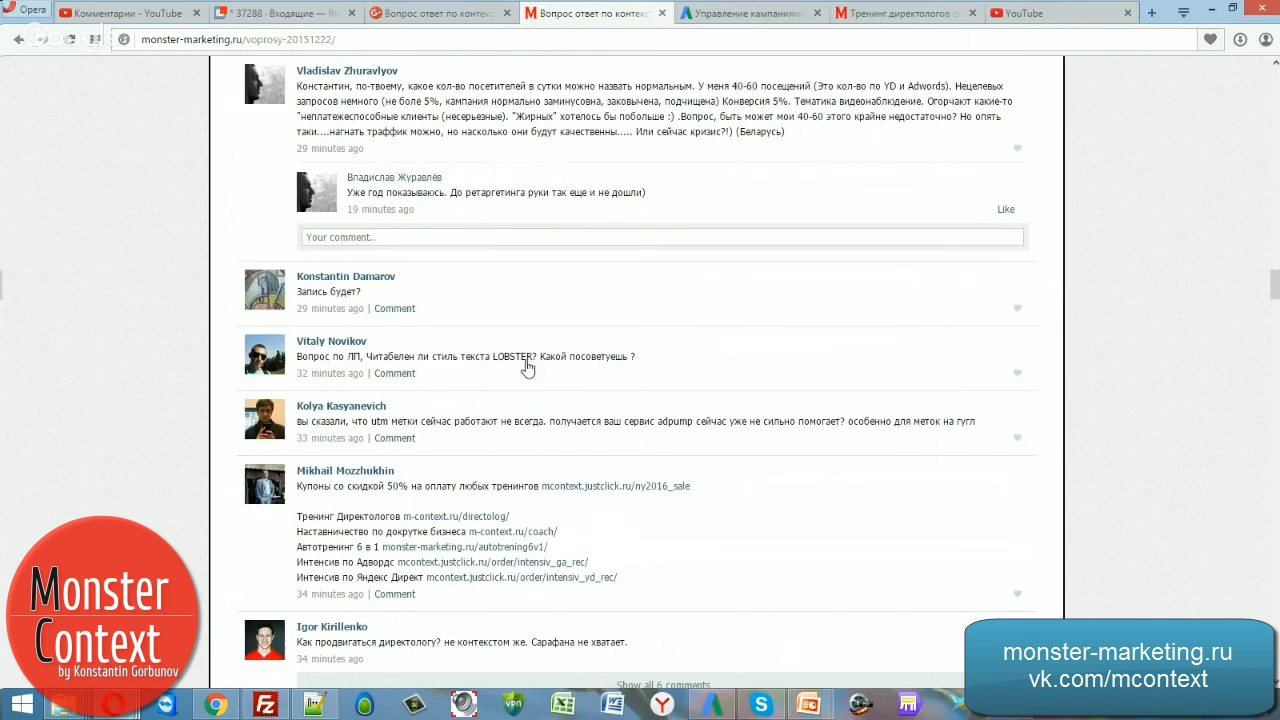 Opera
Комментарии - YouTube
* 37288 - Входящие — Я
Вопрос ответ по контекс
Вопрос ответ по контекс
Управление кампаниям
Тренинг директологов
YouTube
monster-marketing.ru/voprosy-20151222/
Vladislav Zhuravlyov
Константин, по-твоему, какое кол-во посетителей в сутки можно назвать нормальным. У меня 40-60 посещений (Это кол-во по YD и Adwords). Нецелевых
запросов немного (не боле 5%, кампания нормально заминусовна, заковычена, подчищена) Конверсия 5%. Тематика видеонаблюдение. Огорчают какие-то
"неплатежеспособные клиенты (несерьезные). "Жирных" хотелось бы побольше :) .Вопрос, быть может мои 40-60 этого крайне недостаточно? Но опять
таки....нагнать траффик можно, но насколько они будут качественны..... Или сейчас кризис?!) (Беларусь)
29 minutes ago
Владислав Журавлёв
Уже год показываюсь. До ретаргетинга руки так еще и не дошли)
19 minutes ago
Like
Your comment..
Konstantin Damarov
Запись будет?
29 minutes ago | Comment
Vitaly Novikov
Вопрос по ЛП, Читабелен ли стиль текста LOBSTER? Какой посоветуешь ?
32 minutes ago | Comment
Kolya Kasyanevich
вы сказали, что utm метки сейчас работают не всегда. получается ваш сервис adpump сейчас уже не сильно помогает? особенно для меток на гугл
33 minutes ago | Comment
Mikhail Mozzhukhin
Купоны со скидкой 50% на оплату любых тренингов mcontext.justclick.ru/ny2016_sale
Тренинг Директологов m-context.ru/directolog/
Наставничество по докрутке бизнеса m-context.ru/coach/
Автотренинг 6 в 1 monster-marketing.ru/autotrening6v1/
Интенсив по Адвордс mcontext.justclick.ru/order/intensiv_ga_rec/
Интенсив по Яндекс Директ mcontext.justclick.ru/order/intensiv_yd_rec/
34 minutes ago | Comment
Igor Kirillenko
Как продвигаться директологу? не контекстом же. Сарафана не хватает.
34 minutes ago
Show all 6 comments
Monster
Context
by Konstantin Gorbunov
monster-marketing.ru
vk.com/mcontext
vpn